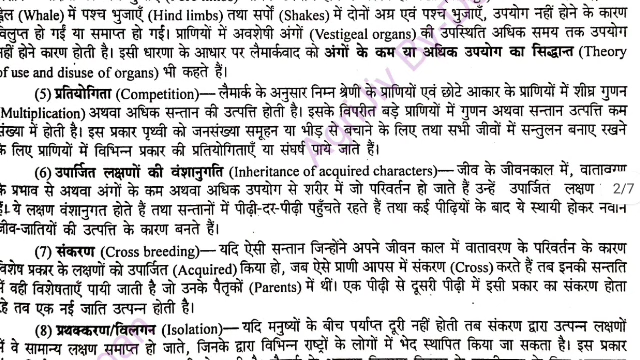 ह्वेल (Whale) में पश्च भुजाएँ (Hind limbs) तथा सर्पों (Shakes) में दोनों अग्र एवं पश्च भुजाएँ, उपयोग नहीं होने के कारण
विलुप्त हो गईं या समाप्त हो गईं। प्राणियों में अवशेषी अंगों (Vestigeal organs) की उपस्थिति अधिक समय तक उपयोग
नहीं होने कारण होती है। इसी धारणा के आधार पर लैमार्कवाद को अंगों के कम या अधिक उपयोग का सिद्धान्त (Theory
of use and disuse of organs) भी कहते हैं।
(5) प्रतियोगिता (Competition)— लैमार्क के अनुसार निम्न श्रेणी के प्राणियों एवं छोटे आकार के प्राणियों में शीघ्र गुणन
(Multiplication) अथवा अधिक सन्तान की उत्पत्ति होती है। इसके विपरीत बड़े प्राणियों में गुणन अथवा सन्तान उत्पत्ति कम
संख्या में होती है। इस प्रकार पृथ्वी को जनसंख्या समूहन या भीड़ से बचाने के लिए तथा सभी जीवों में सन्तुलन बनाए रखने
के लिए प्राणियों में विभिन्न प्रकार की प्रतियोगिताएँ या संघर्ष पाये जाते हैं।
(6) उपार्जित लक्षणों की वंशानुगति (Inheritance of acquired characters)— जीव के जीवनकाल में, वातावरण
के प्रभाव से अथवा अंगों के कम अथवा अधिक उपयोग से शरीर में जो परिवर्तन हो जाते हैं उन्हें उपार्जित लक्षण 2/7
हैं। ये लक्षण वंशानुगत होते हैं तथा सन्तानों में पीढ़ी-दर-पीढ़ी पहुँचते रहते हैं तथा कई पीढ़ियों के बाद ये स्थायी होकर नवीन
जीव-जातियों की उत्पत्ति के कारण बनते हैं।
(7) संकरण (Cross breeding)— यदि ऐसी सन्तान जिन्होंने अपने जीवन काल में वातावरण के परिवर्तन के कारण
विशेष प्रकार के लक्षणों को उपार्जित (Acquired) किया हो, जब ऐसे प्राणी आपस में संकरण (Cross) करते हैं तब इनकी सन्तति
में वही विशेषताएँ पायी जाती है जो उनके पैतृकों (Parents) में थीं। एक पीढ़ी से दूसरी पीढ़ी में इसी प्रकार का संकरण होता
रहे तब एक नई जाति उत्पन्न होती है।
(8) प्रथक्करण/विलगन (Isolation)— यदि मनुष्यों के बीच पर्याप्त दूरी नहीं होती तब संकरण द्वारा उत्पन्न लक्षणों
में वे सामान्य लक्षण समाप्त हो जाते, जिनके द्वारा विभिन्न राष्ट्रों के लोगों में भेद स्थापित किया जा सकता है। इस प्रकार